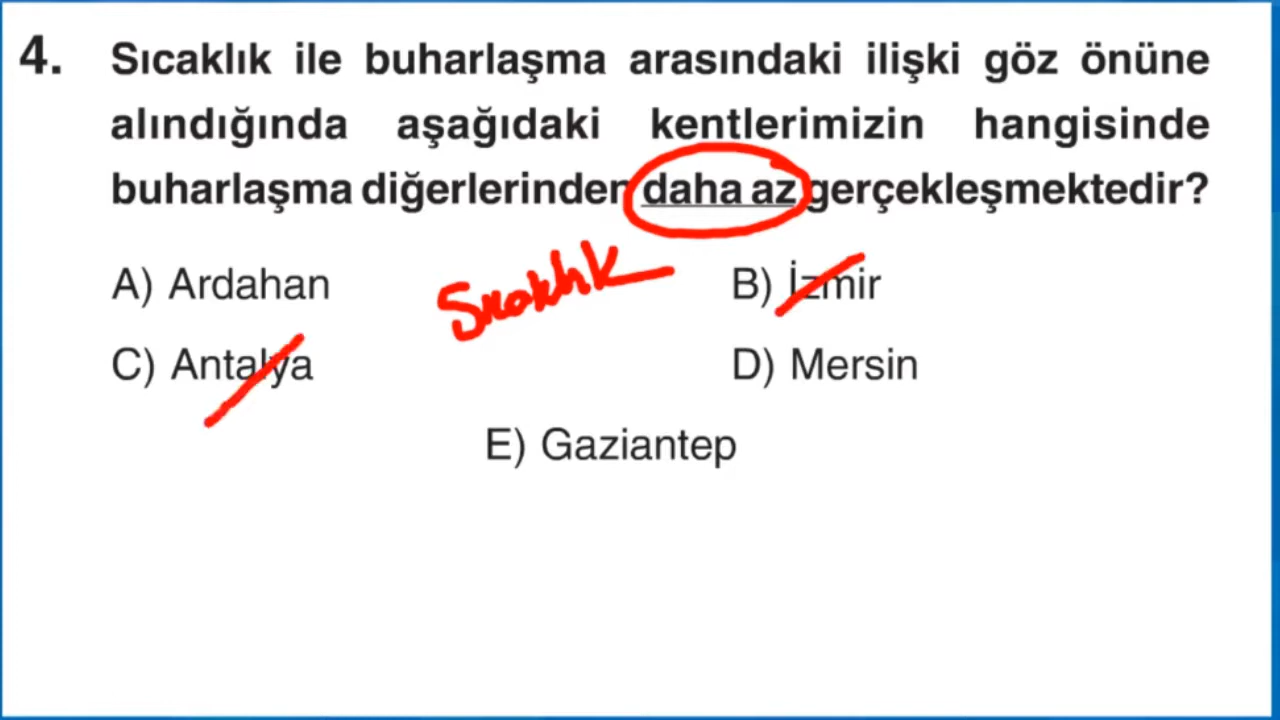 4. Sıcaklık ile buharlaşma arasındaki ilişki göz önüne
alındığında aşağıdaki kentlerimizin hangisinde
buharlaşma diğerlerinden daha az gerçekleşmektedir?
A) Ardahan
Sıcaklık
B) İzmir
C) Antalya
D) Mersin
E) Gaziantep